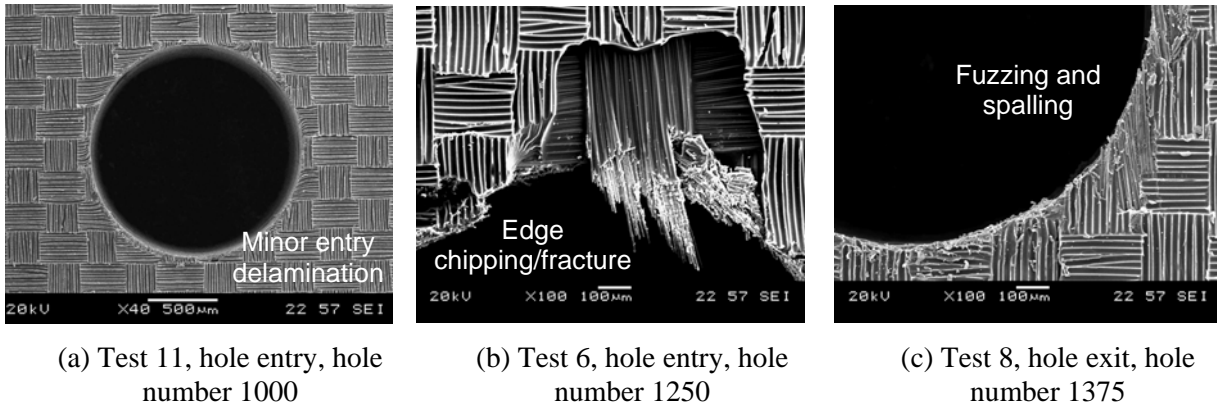 Minor entry
delamination
20kV X40 500µm 22 57 SEI
Edge
chipping/fracture
20kV X100 100µm 22 57 SEI
Fuzzing and
spalling
20kV X100 100µm 22 57 SEI
(a) Test 11, hole entry, hole
number 1000
(b) Test 6, hole entry, hole
number 1250
(c) Test 8, hole exit, hole
number 1375